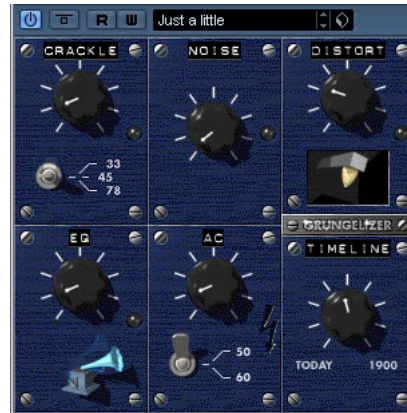 R W Just a little
CRACKLE NOISE DISTORT
33
45
78
GRUNGELIZER
EQ AC TIMELINE
50
60
TODAY 1900